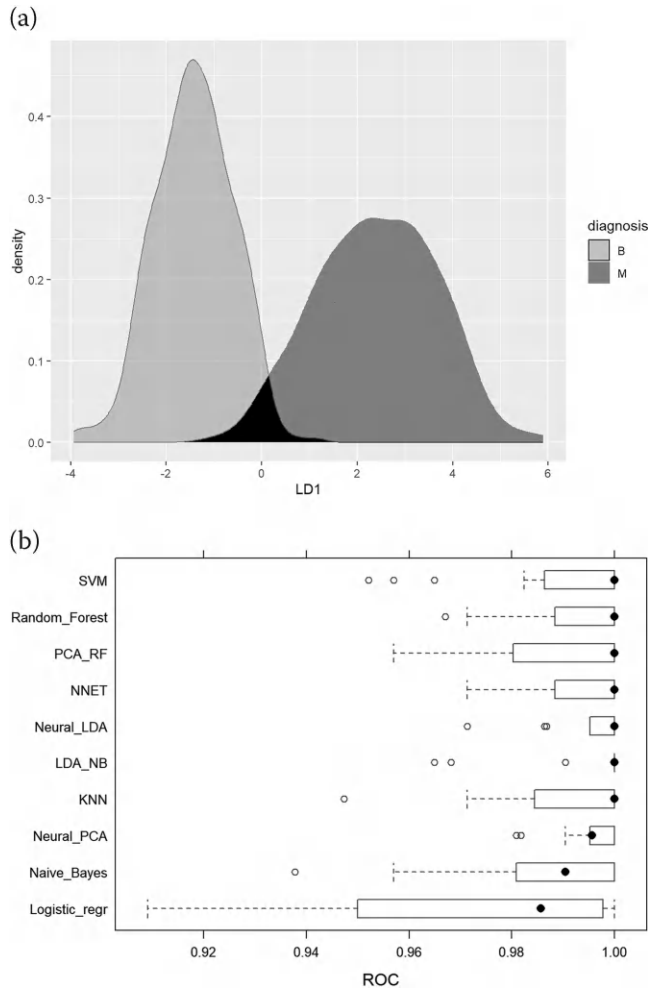 (a)
0.4
0.3
density
diagnosis
B
M
0.2
0.1
0.0
-4
-2
0
2
4
6
LD1
(b)
SVM
Random_Forest
PCA_RF
NNET
Neural_LDA
LDA_NB
KNN
Neural_PCA
Naive_Bayes
Logistic_regr
0.92
0.94
0.96
0.98
1.00
ROC